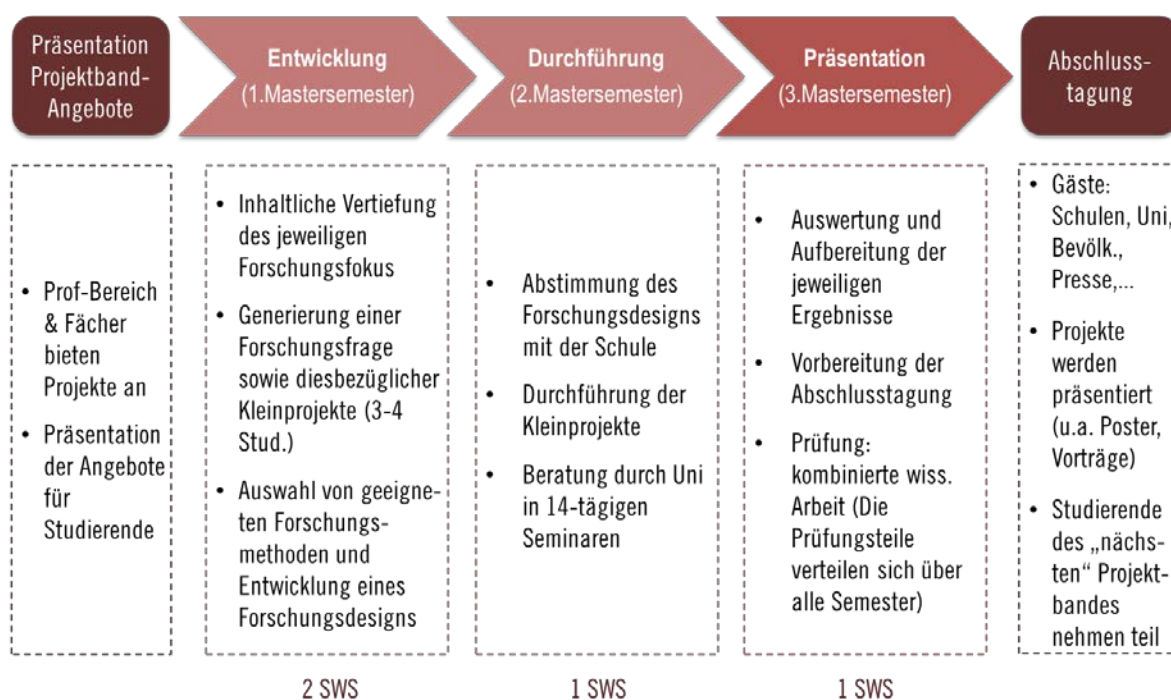 Präsentation
Projektband-
Angebote
Entwicklung
(1.Mastersemester)
Durchführung
(2.Mastersemester)
Präsentation
(3.Mastersemester)
Abschluss-
tagung
• Prof-Bereich
& Fächer
bieten
Projekte an
• Präsentation
der Angebote
für
Studierende
• Inhaltliche Vertiefung
des jeweiligen
Forschungsfokus
• Generierung einer
Forschungsfrage
sowie diesbezüglicher
Kleinprojekte (3-4
Stud.)
• Auswahl von geeigne-
ten Forschungs-
methoden und
Entwicklung eines
Forschungsdesigns
• Abstimmung des
Forschungsdesigns
mit der Schule
• Durchführung der
Kleinprojekte
• Beratung durch Uni
in 14-tägigen
Seminaren
• Auswertung und
Aufbereitung der
jeweiligen
Ergebnisse
• Vorbereitung der
Abschlusstagung
• Prüfung:
kombinierte wiss.
Arbeit (Die
Prüfungsteile
verteilen sich über
alle Semester)
• Gäste:
Schulen, Uni,
Bevölk.,
Presse,...
• Projekte
werden
präsentiert
(u.a. Poster,
Vorträge)
• Studierende
des „nächs-
ten“ Projekt-
bandes
nehmen teil
2 SWS
1 SWS
1 SWS